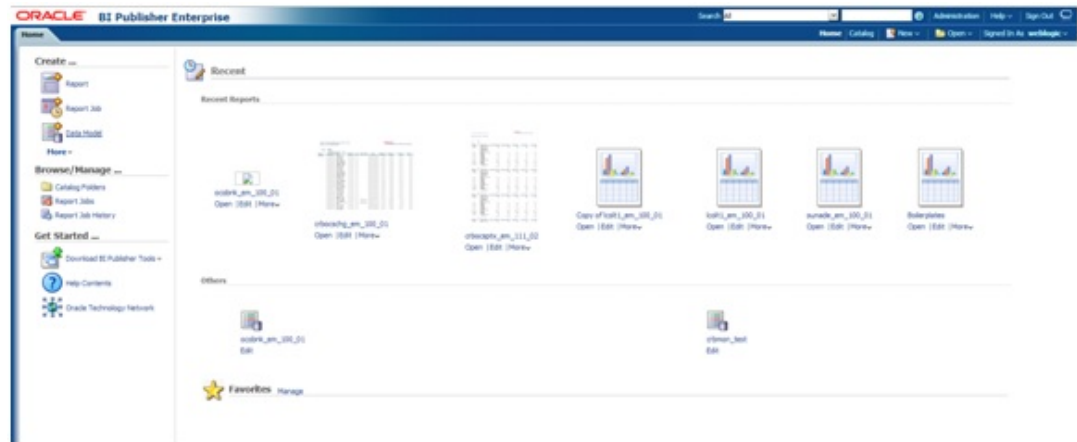 ORACLE BI Publisher Enterprise
Search All
Administration Help Sign Out
Home
Home Catalog New Open Signed In As weblogic
Create ...
Report
Report Job
Data Model
More
Browse/Manage ...
Catalog Folders
Report Jobs
Report Job History
Get Started ...
Download BI Publisher Tools
Help Contents
Oracle Technology Network
Recent
Recent Reports
Open | Edit | More
Open | Edit | More
Open | Edit | More
Copy of
Open | Edit | More
Open | Edit | More
Open | Edit | More
Boilerplates
Open | Edit | More
Others
Edit
Edit
Favorites Manage